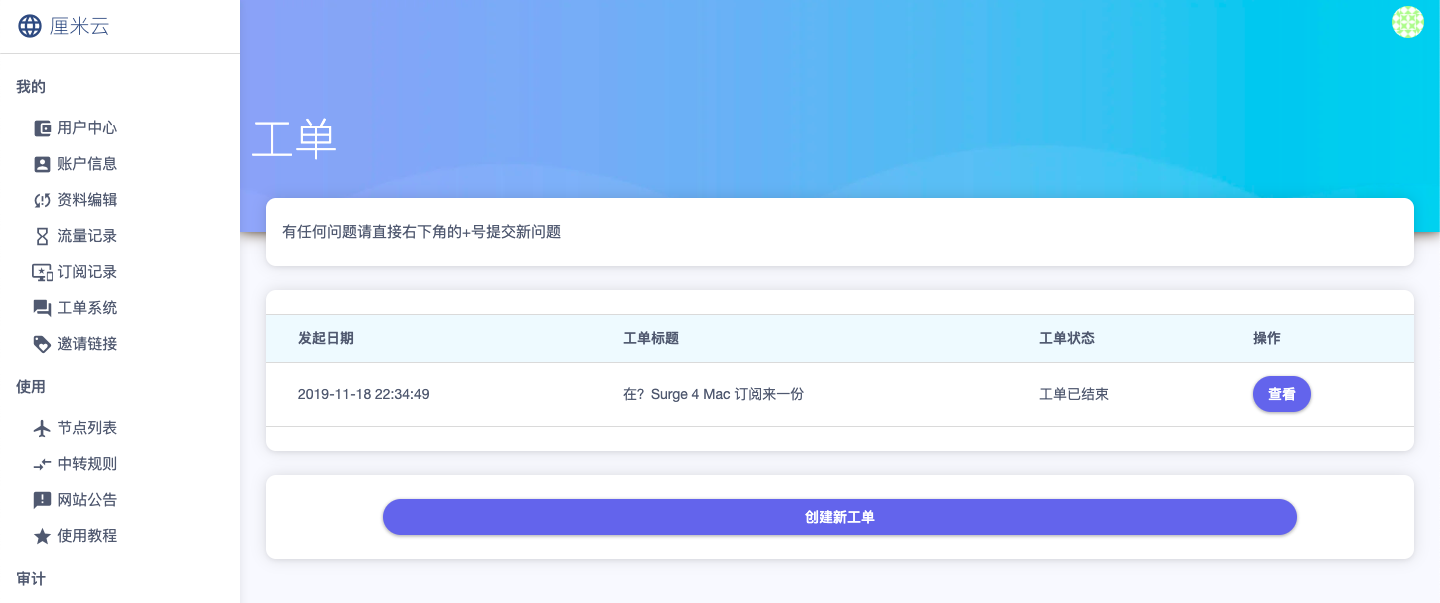 厘米云
我的
用户中心
账户信息
资料编辑
流量记录
订阅记录
工单系统
邀请链接
使用
节点列表
中转规则
网站公告
使用教程
审计
工单
有任何问题请直接右下角的+号提交新问题
发起日期 工单标题 工单状态 操作
2019-11-18 22:34:49 在？Surge 4 Mac 订阅来一份 工单已结束 查看
创建新工单